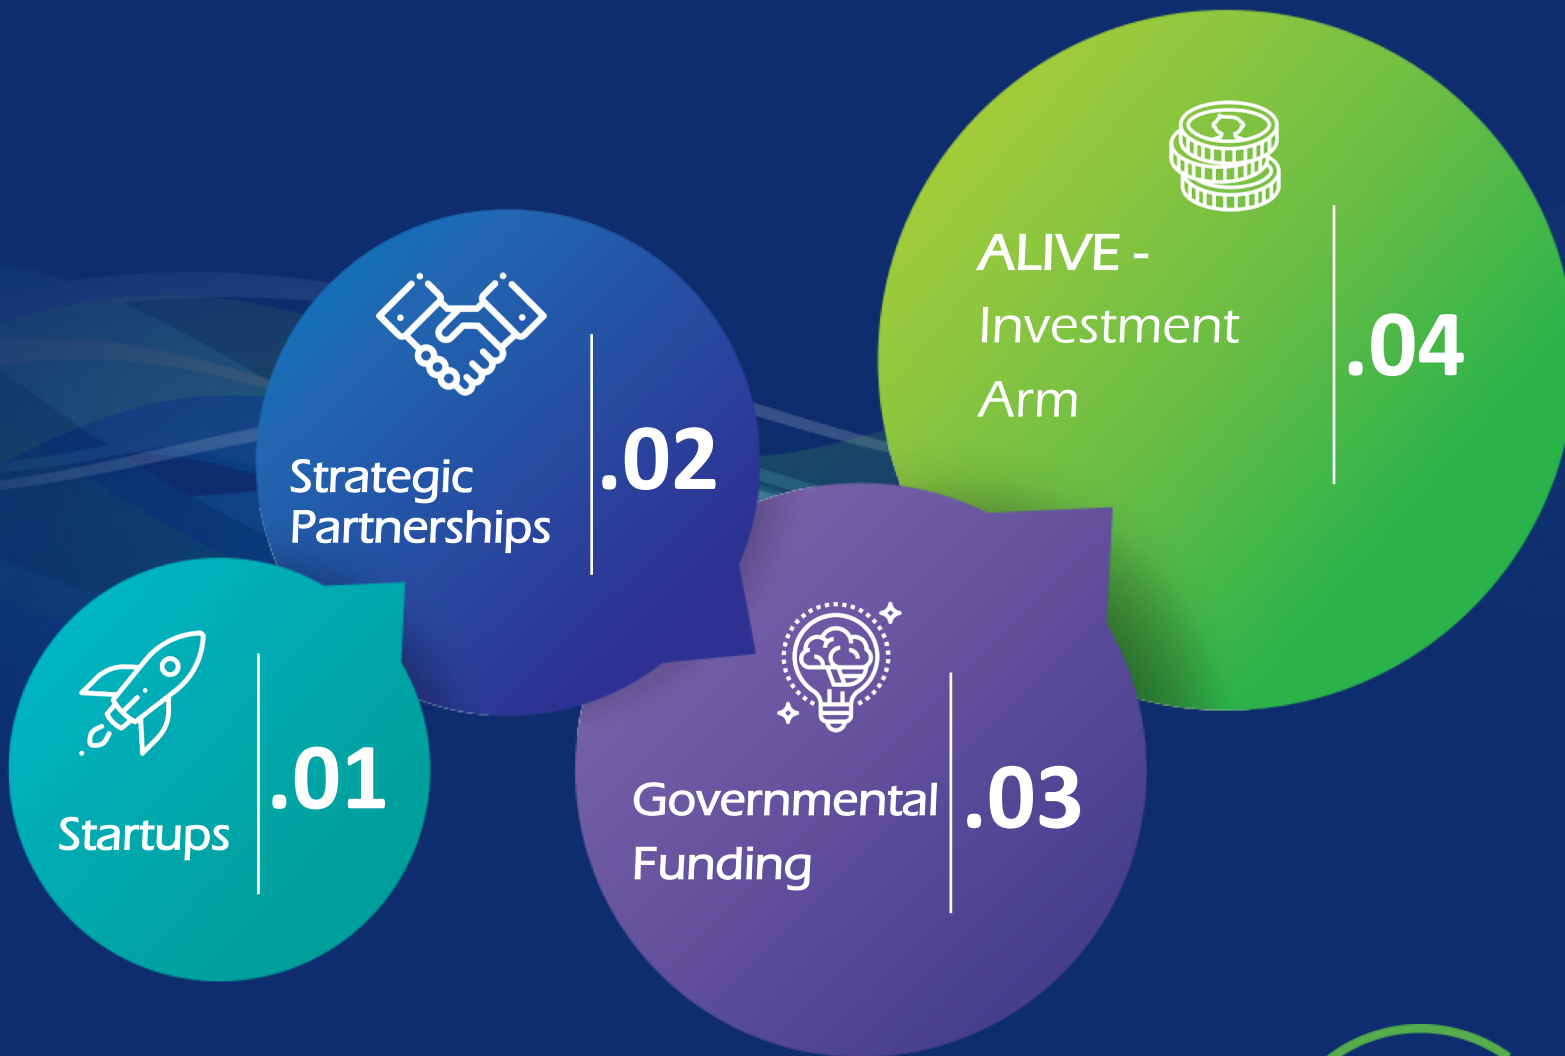 Startups
.01
Strategic
Partnerships
.02
Governmental
Funding
.03
ALIVE -
Investment
Arm
.04